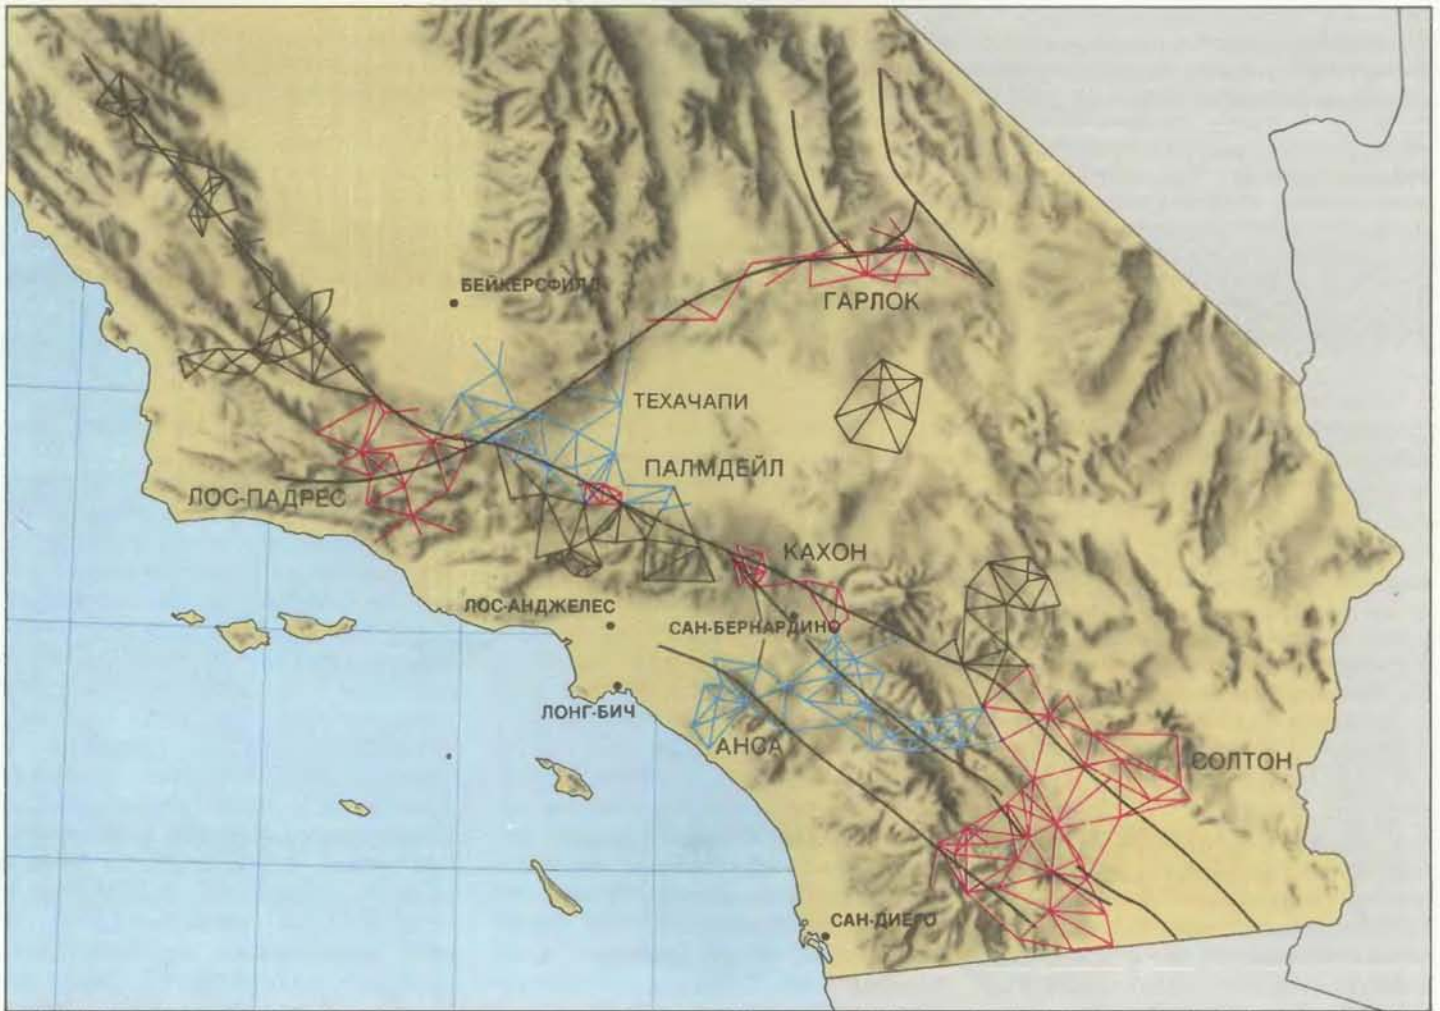 БЕЙКЕРСФИЛД
ГАРЛОК
ТЕХАЧАПИ
ПАЛМДЕЙЛ
ЛОС-ПАДРЕС
КАХОН
ЛОС-АНДЖЕЛЕС
САН-БЕРНАРДИНО
ЛОНГ-БИЧ
АНСА
СОЛТОН
САН-ДИЕГО